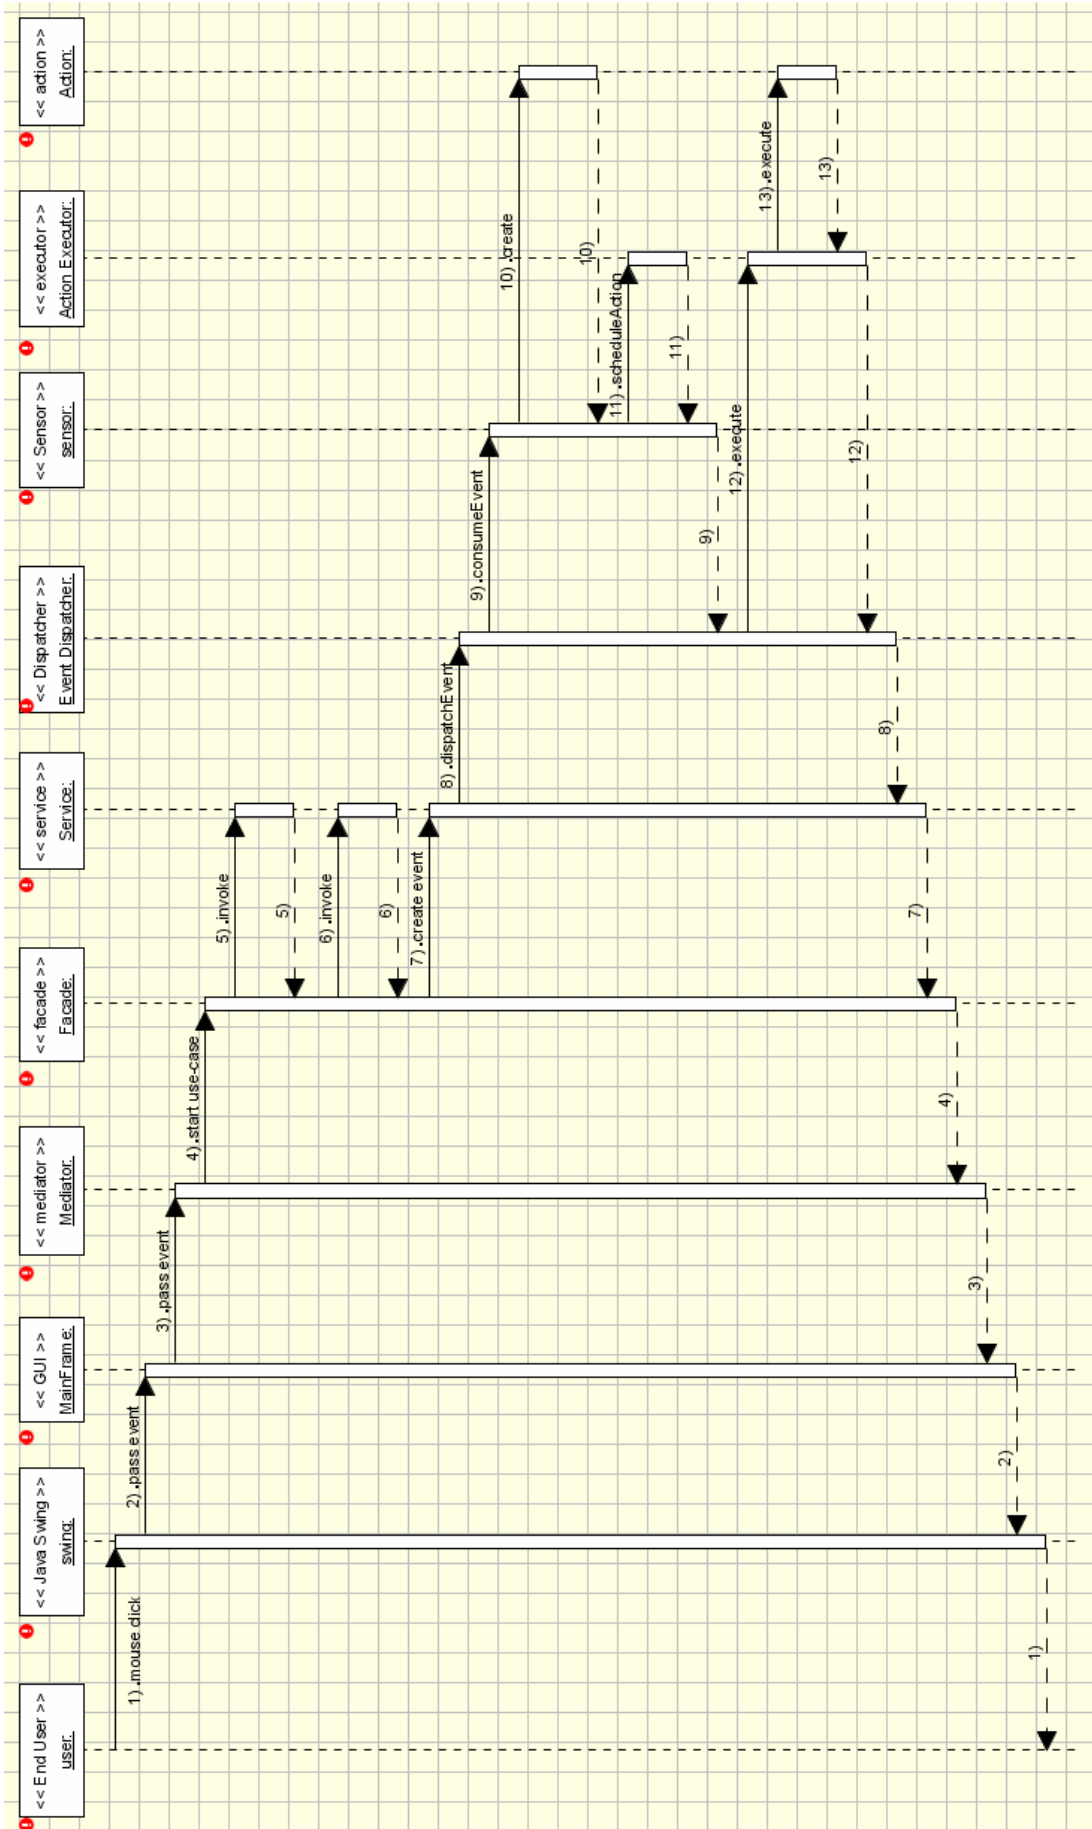 << End User >>
user:
<< Java Swing >>
swing:
<< GUI >>
MainFrame:
<< mediator >>
Mediator:
<< facade >>
Facade:
<< service >>
Service:
<< Dispatcher >>
Event Dispatcher:
<< Sensor >>
sensor:
<< executor >>
Action Executor:
<< action >>
Action:
1).mouse click
2).pass event
3).pass event
4).start use-case
5).invoke
5)
6).invoke
6)
7).create event
8).dispatchEvent
9).consumeEvent
10).create
10)
11).scheduleAction
11)
9)
12).execute
13).execute
13)
12)
8)
7)
4)
3)
2)
1)